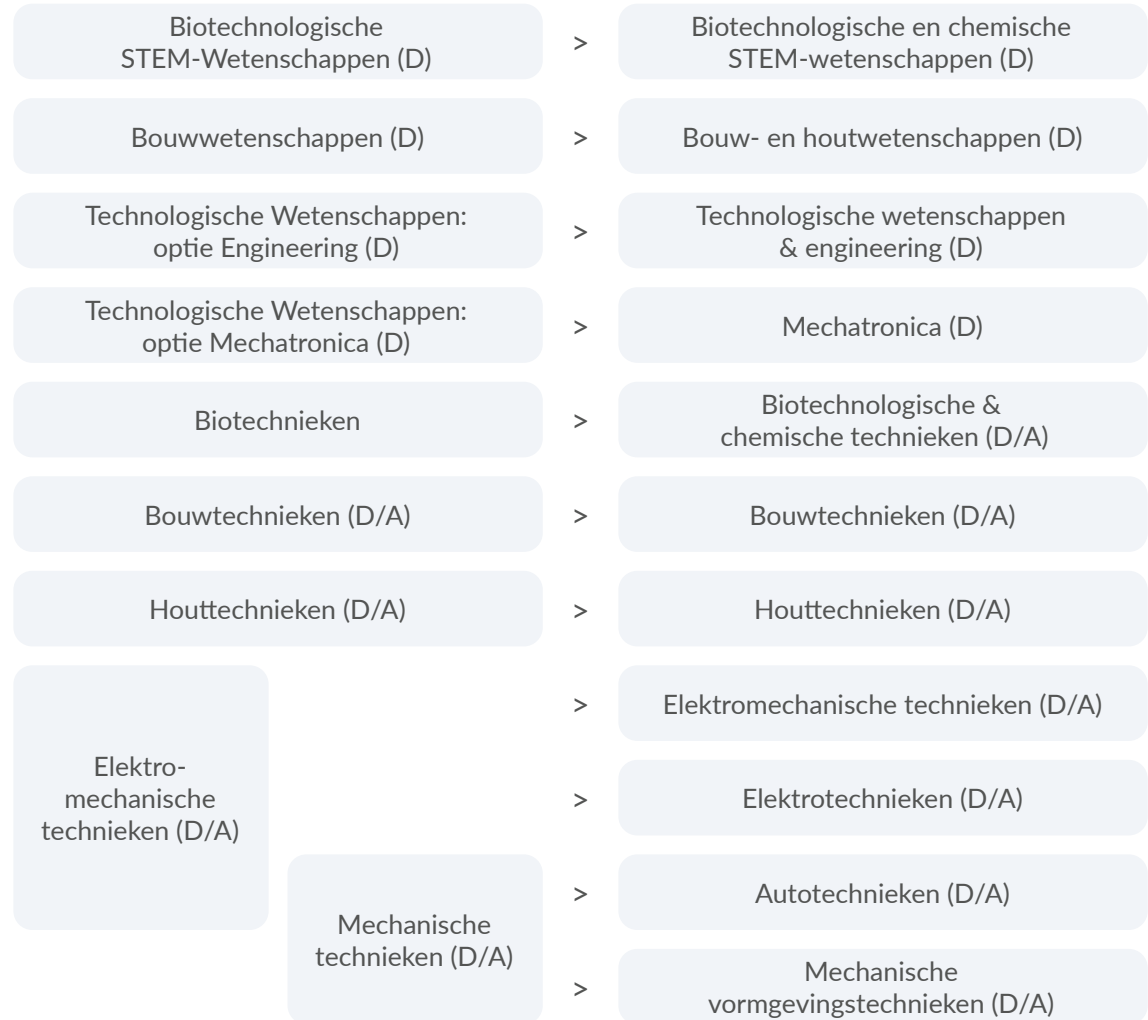 Biotechnologische
STEM-Wetenschappen (D)
>
Biotechnologische en chemische
STEM-wetenschappen (D)
Bouwwetenschappen (D)
>
Bouw- en houtwetenschappen (D)
Technologische Wetenschappen:
optie Engineering (D)
>
Technologische wetenschappen
& engineering (D)
Technologische Wetenschappen:
optie Mechatronica (D)
>
Mechatronica (D)
Biotechnieken
>
Biotechnologische &
chemische technieken (D/A)
Bouwtechnieken (D/A)
>
Bouwtechnieken (D/A)
Houttechnieken (D/A)
>
Houttechnieken (D/A)
Elektro-
mechanische
technieken (D/A)
>
Elektromechanische technieken (D/A)
>
Elektrotechnieken (D/A)
Mechanische
technieken (D/A)
>
Autotechnieken (D/A)
>
Mechanische
vormgevingstechnieken (D/A)